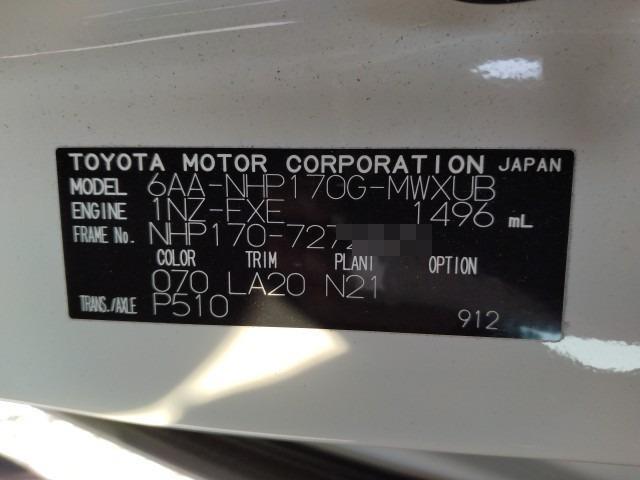 TOYOTA MOTOR CORPORATION JAPAN
MODEL 6AA-NHP170G-MWXUB
ENGINE 1NZ-FXE 1496 mL
FRAME No. NHP170-727
COLOR TRIM PLANT OPTION
070 LA20 N21
TRANS./AXLE P510
912